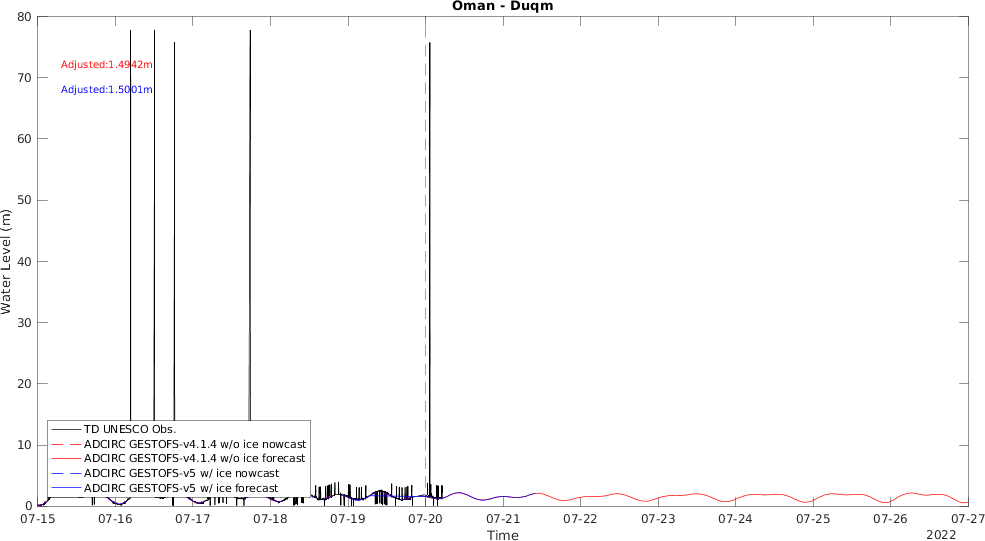 Oman - Duqm
80
70
60
50
40
30
20
10
0
Water Level (m)
Adjusted:1.4942m
Adjusted:1.5001m
TD UNESCO Obs.
ADCIRC GESTOFS-v4.1.4 w/o ice nowcast
ADCIRC GESTOFS-v4.1.4 w/o ice forecast
ADCIRC GESTOFS-v5 w/ ice nowcast
ADCIRC GESTOFS-v5 w/ ice forecast
07-15 07-16 07-17 07-18 07-19 07-20 07-21 07-22 07-23 07-24 07-25 07-26 07-27
Time
2022